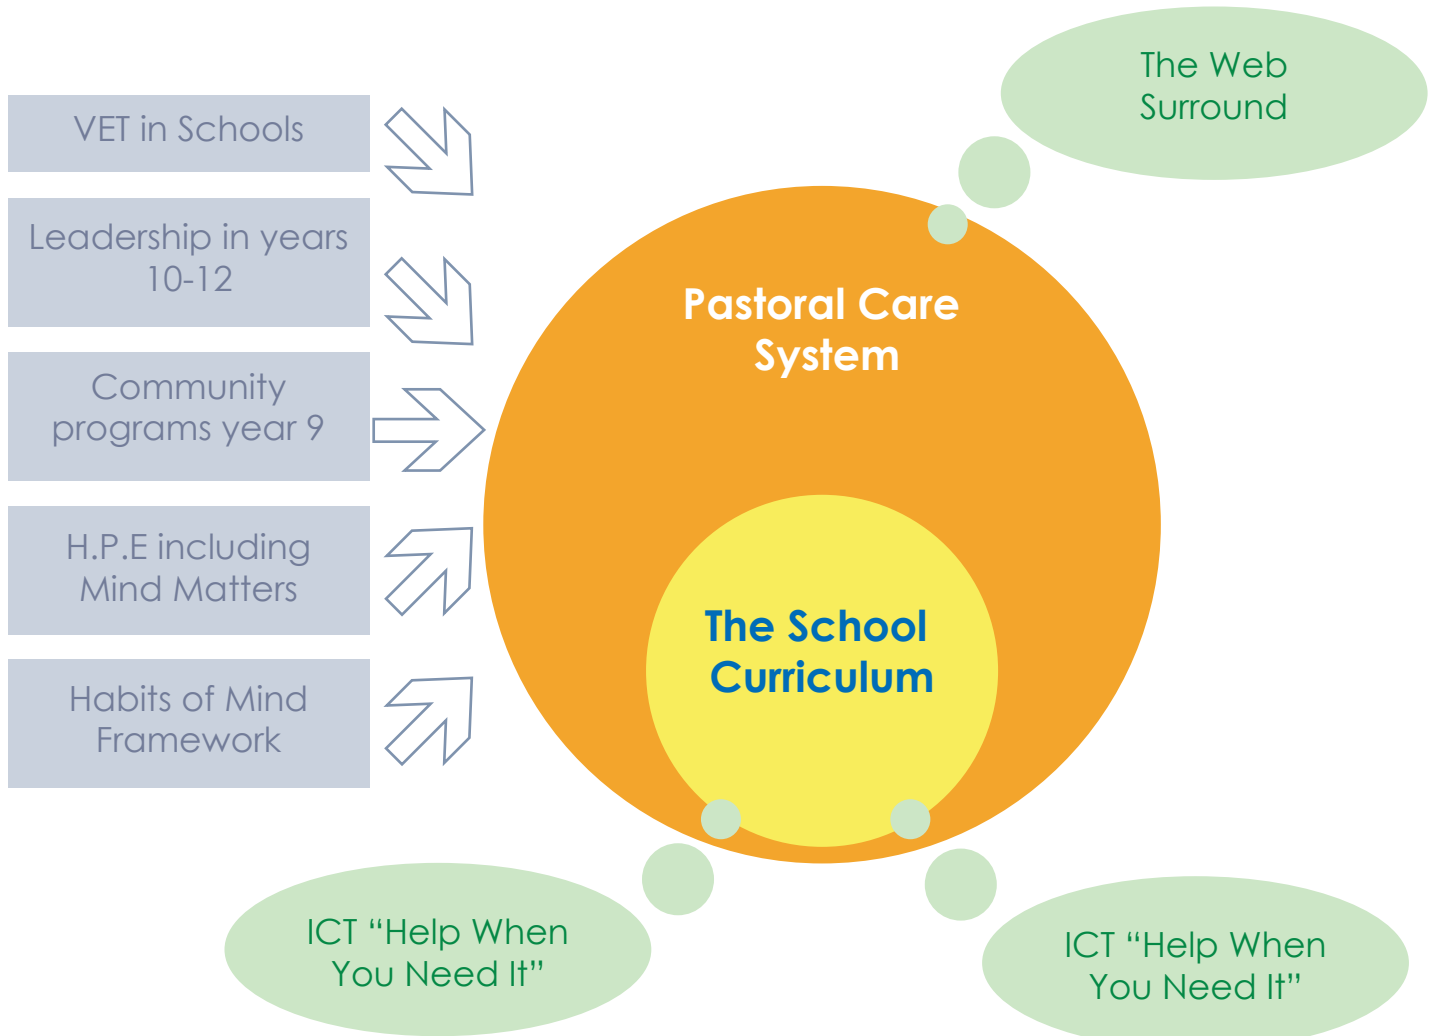 The Web
Surround
VET in Schools
Leadership in years
10-12
Community
programs year 9
H.P.E including
Mind Matters
Habits of Mind
Framework
Pastoral Care
System
The School
Curriculum
ICT “Help When
You Need It”
ICT “Help When
You Need It”